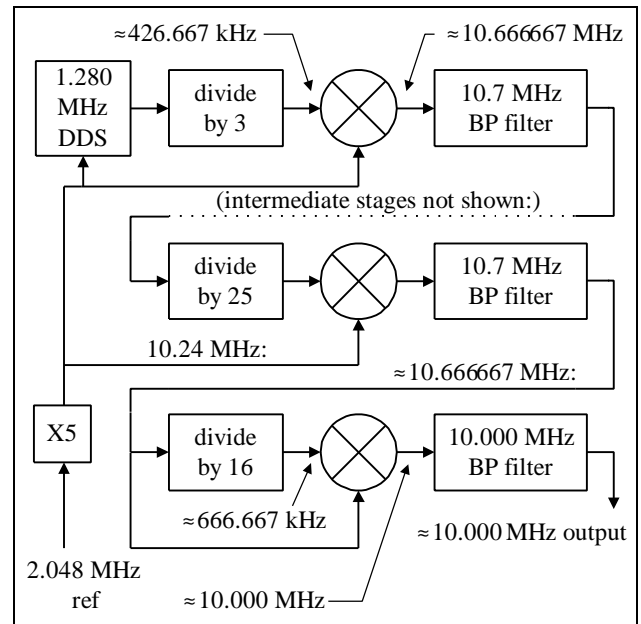 ≈426.667 kHz
≈10.666667 MHz
1.280
MHz
DDS
divide
by 3
10.7 MHz
BP filter
(intermediate stages not shown:)
divide
by 25
10.7 MHz
BP filter
10.24 MHz:
≈10.666667 MHz:
X5
divide
by 16
10.000 MHz
BP filter
≈666.667 kHz
≈10.000 MHz output
2.048 MHz
ref
≈10.000 MHz